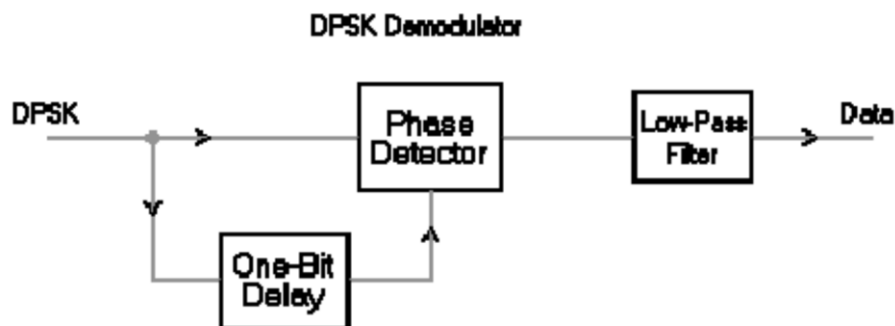 DPSK Demodulator
DPSK
Phase
Detector
Low-Pass
Filter
Data
One-Bit
Delay